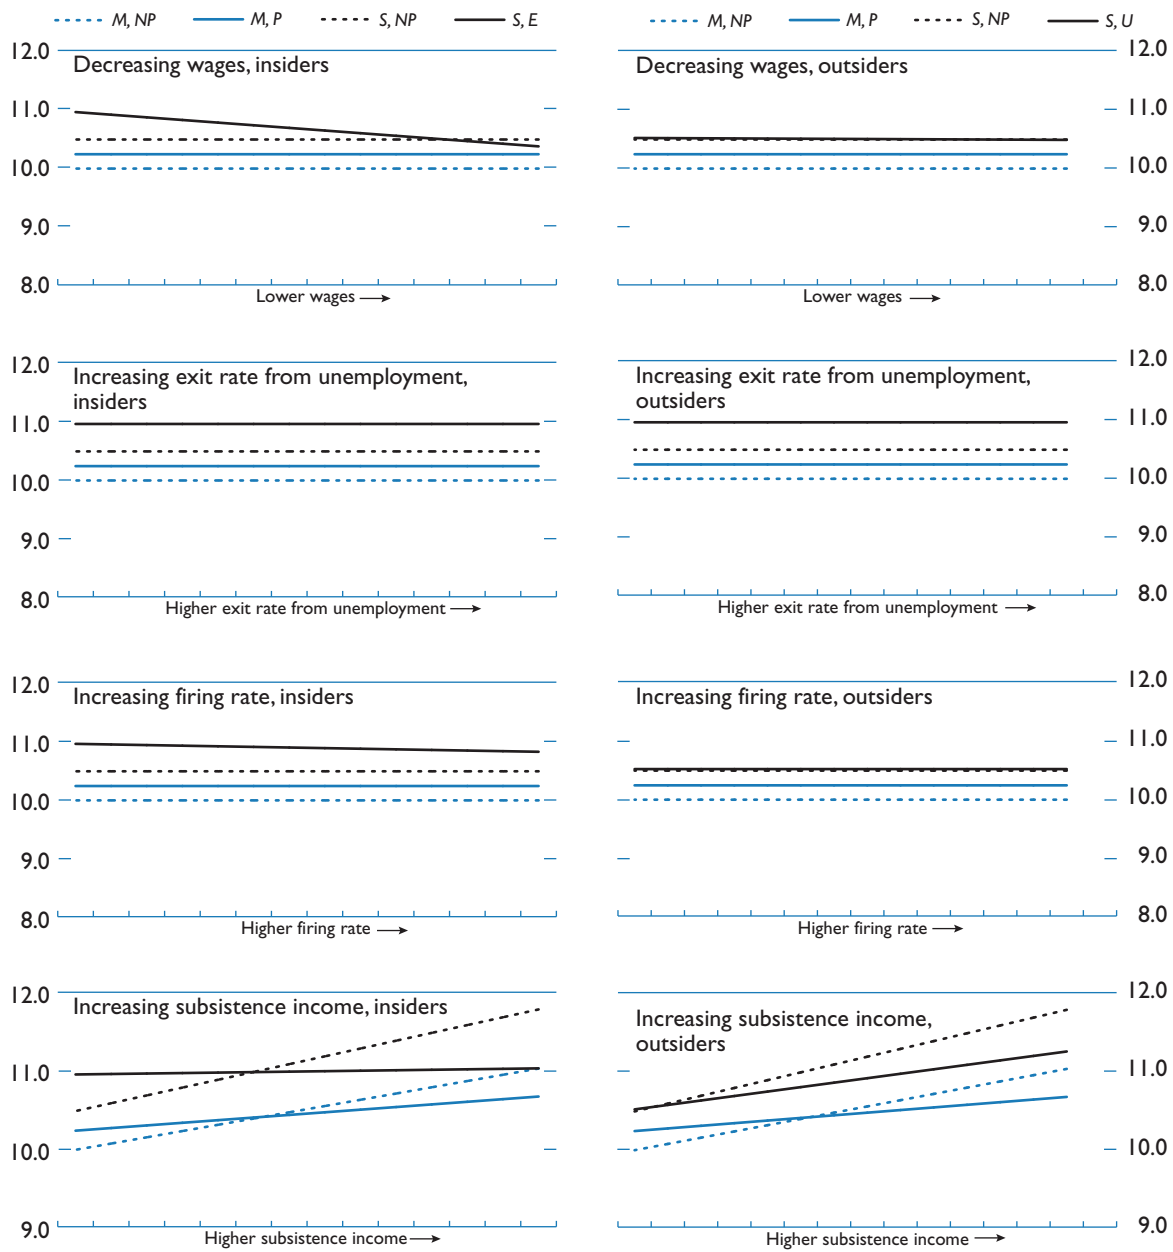 M, NP M, P S, NP S, E
12.0
Decreasing wages, insiders
11.0
10.0
9.0
8.0
Lower wages
M, NP M, P S, NP S, U
12.0
Decreasing wages, outsiders
11.0
10.0
9.0
8.0
Lower wages
12.0
Increasing exit rate from unemployment,
insiders
11.0
10.0
9.0
8.0
Higher exit rate from unemployment
12.0
Increasing exit rate from unemployment,
outsiders
11.0
10.0
9.0
8.0
Higher exit rate from unemployment
12.0
Increasing firing rate, insiders
11.0
10.0
9.0
8.0
Higher firing rate
12.0
Increasing firing rate, outsiders
11.0
10.0
9.0
8.0
Higher firing rate
12.0
Increasing subsistence income, insiders
11.0
10.0
9.0
Higher subsistence income
12.0
Increasing subsistence income,
outsiders
11.0
10.0
9.0
Higher subsistence income